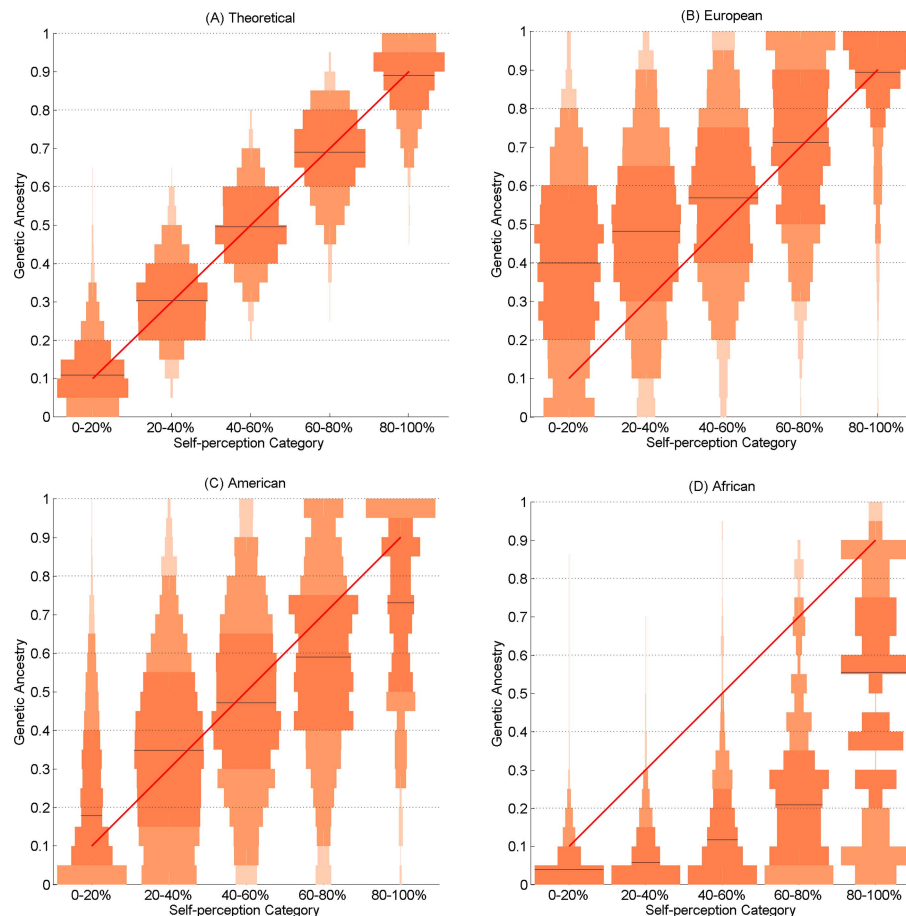 (A) Theoretical
1
0.9
0.8
0.7
0.6
0.5
0.4
0.3
0.2
0.1
0
Genetic Ancestry
0-20% 20-40% 40-60% 60-80% 80-100%
Self-perception Category
(B) European
1
0.9
0.8
0.7
0.6
0.5
0.4
0.3
0.2
0.1
0
Genetic Ancestry
0-20% 20-40% 40-60% 60-80% 80-100%
Self-perception Category
(C) American
1
0.9
0.8
0.7
0.6
0.5
0.4
0.3
0.2
0.1
0
Genetic Ancestry
0-20% 20-40% 40-60% 60-80% 80-100%
Self-perception Category
(D) African
1
0.9
0.8
0.7
0.6
0.5
0.4
0.3
0.2
0.1
0
Genetic Ancestry
0-20% 20-40% 40-60% 60-80% 80-100%
Self-perception Category